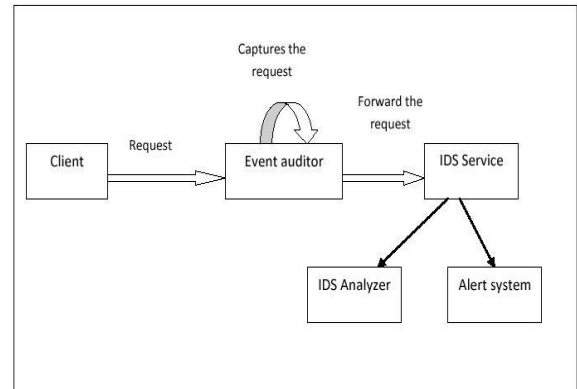 Captures the
request
Forward the
request
Request
Client
Event auditor
IDS Service
IDS Analyzer
Alert system